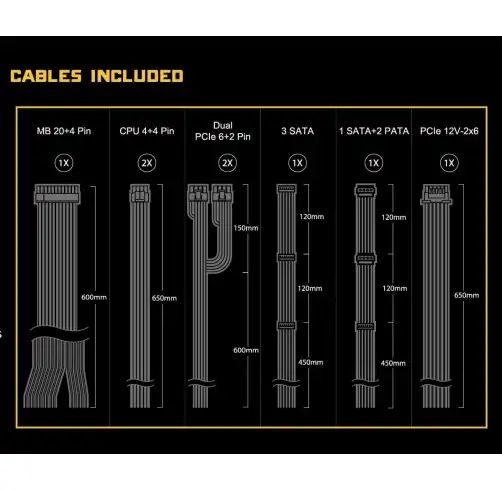 CABLES INCLUDED
MB 20+4 Pin
CPU 4+4 Pin
Dual
PCIe 6+2 Pin
3 SATA
1 SATA+2 PATA
PCIe 12V-2x6
1X
2X
2X
1X
1X
1X
600mm
650mm
150mm
600mm
120mm
120mm
450mm
120mm
120mm
450mm
650mm
s